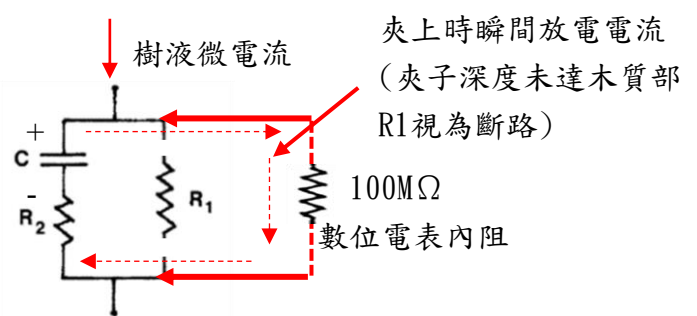 樹液微電流
夾上時瞬間放電電流
(夾子深度未達木質部
R1視為斷路)
+
C
-
R2
R1
100MΩ
數位電表內阻